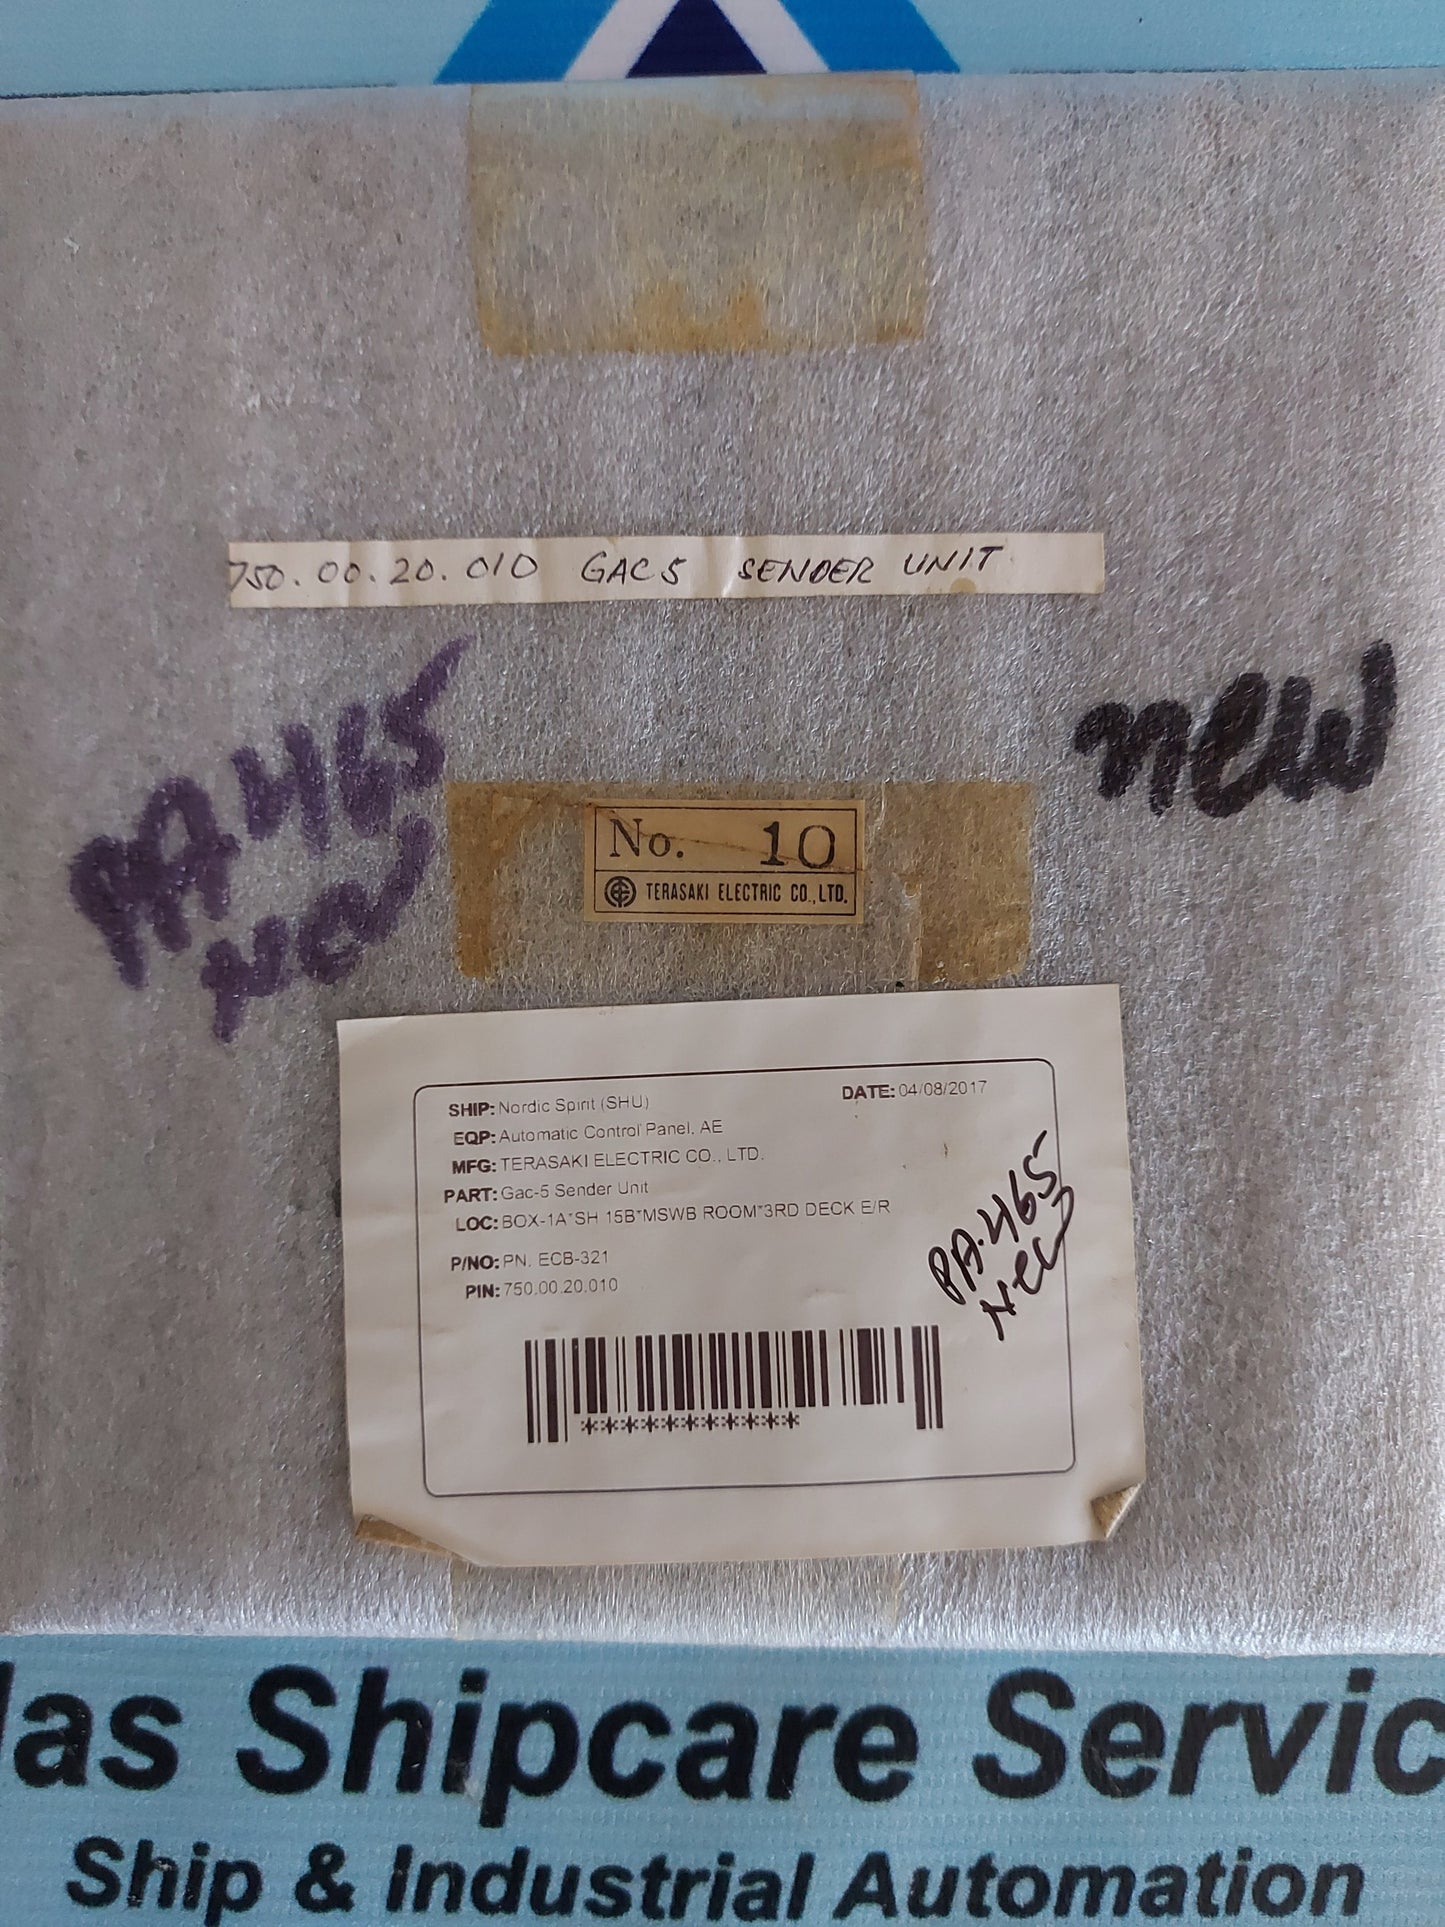 750.00.20.010 GAC5 SENDER UNIT
PA.465
New
new
No. 10
TERASAKI ELECTRIC CO., LTD.
SHIP: Nordic Spirit (SHU)
DATE: 04/08/2017
EQP: Automatic Control Panel, AE
MFG: TERASAKI ELECTRIC CO., LTD.
PART: Gac-5 Sender Unit
LOC: BOX-1A*SH 15B*MSWB ROOM*3RD DECK E/R
P/NO: PN. ECB-321
PIN: 750.00.20.010
PA.465
New
***********
las Shipcare Servic
Ship & Industrial Automation